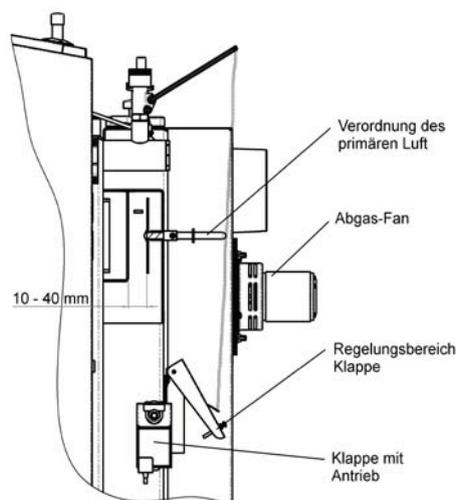 Verordnung des
primären Luft
Abgas-Fan
10 - 40 mm
Regelungsbereich
Klappe
Klappe mit
Antrieb